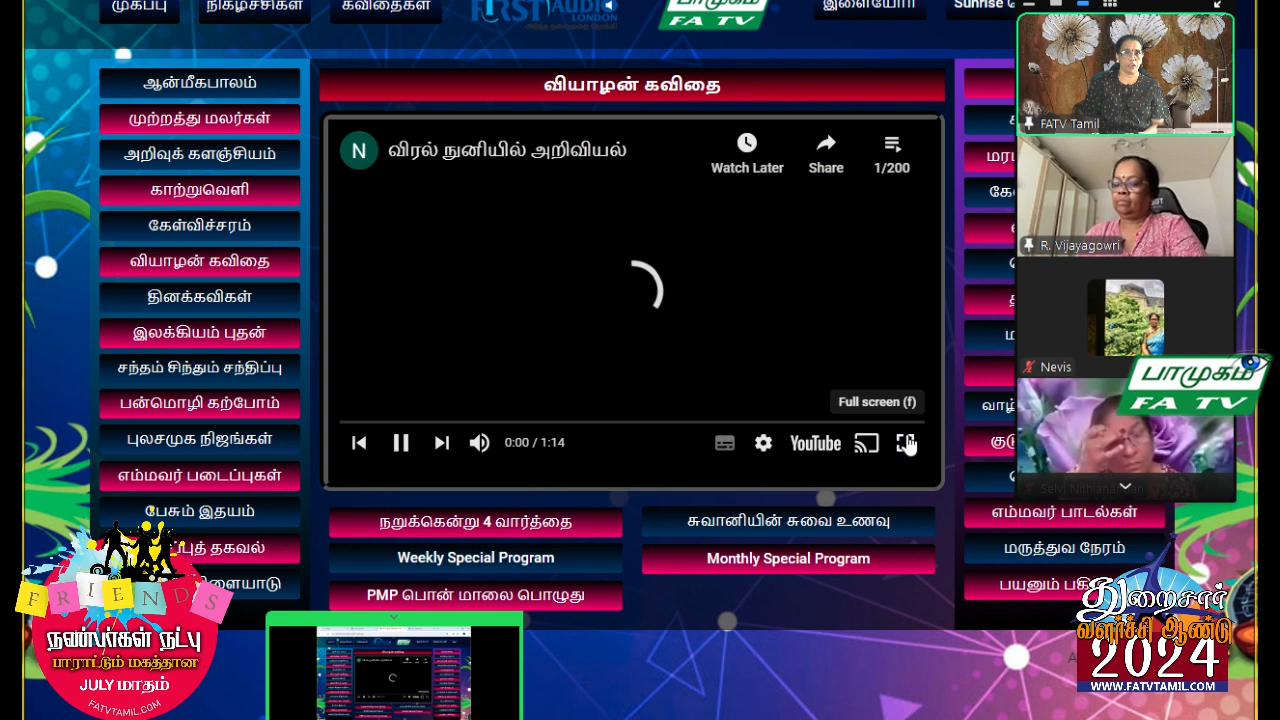 முகப்பு
நிகழ்ச்சிகள்
கவிதைகள்
FIRST AUDIO
LONDON
பாமுகம்
FA TV
இளையோர்
Sunrise
ஆன்மீகபாலம்
முற்றத்து மலர்கள்
அறிவுக் களஞ்சியம்
காற்றுவெளி
கேள்விச்சரம்
வியாழன் கவிதை
தினக்கவிகள்
இலக்கியம் புதன்
சந்தம் சிந்தும் சந்திப்பு
பன்மொழி கற்போம்
புலசமுக நிஜங்கள்
எம்மவர் படைப்புகள்
பேசும் இதயம்
வியாழன் கவிதை
N விரல் நுனியில் அறிவியல்
Watch Later
Share
1/200
Full screen (f)
0:00 / 1:14
YouTube
நறுக்கென்று 4 வார்த்தை
சுவானியின் சுவை உணவு
Weekly Special Program
Monthly Special Program
PMP பொன் மாலை பொழுது
FATV Tamil
R. Vijayagowri
Nevis
பாமுகம்
FA TV
எம்மவர் பாடல்கள்
மருத்துவ நேரம்
FRIENDS
நண்பர்கள் நட்பு
பாராட்டும் மகத்தான
JULY மாதம்
FATVTAMIL.COM
துறைசார்
வளர்ச்சி ஆண்டு
2024
WWW.FATVTAMIL.COM